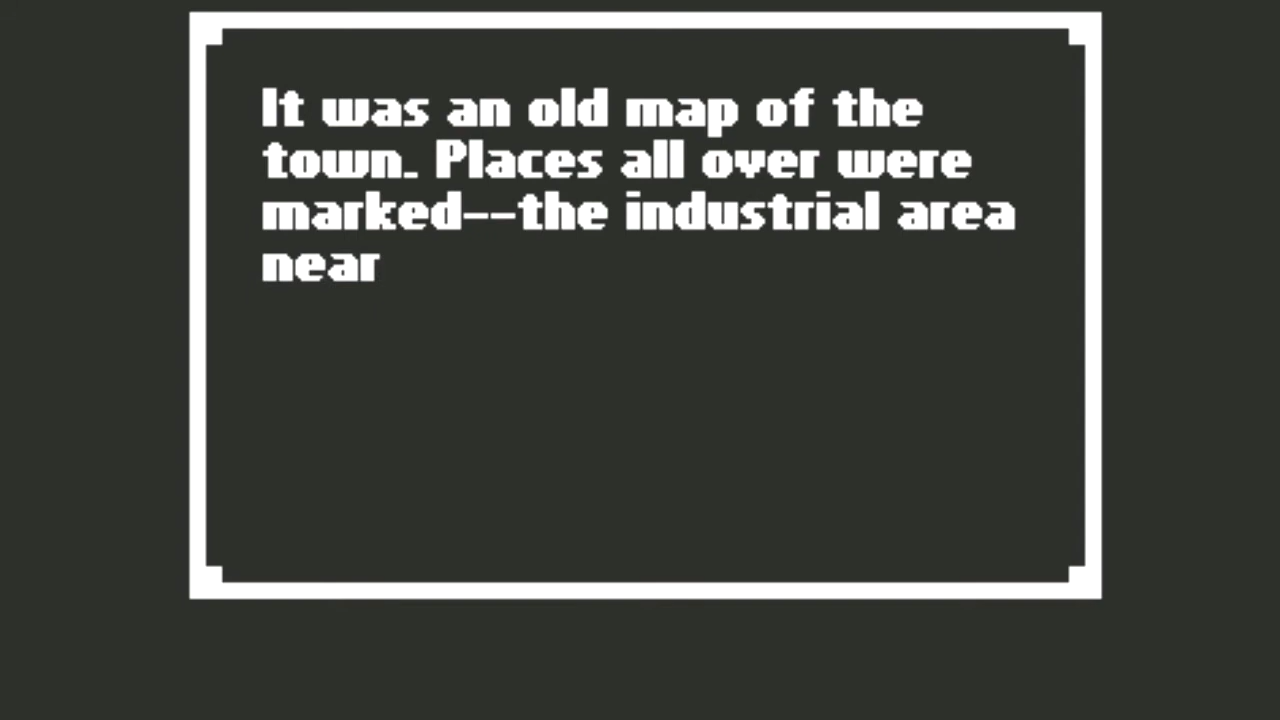 It was an old map of the
town. Places all over were
marked--the industrial area
near